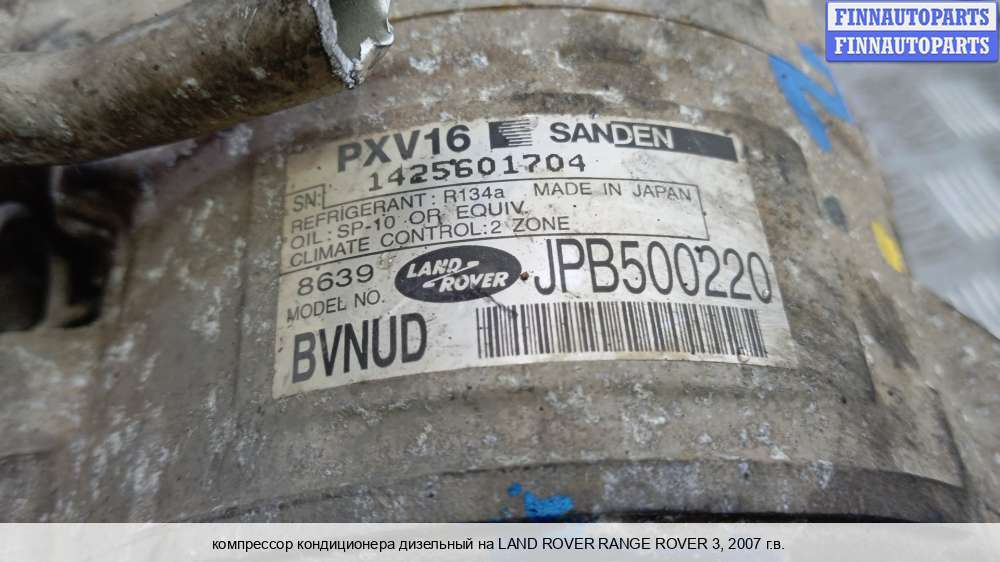 FINNAUTOPARTS
FINNAUTOPARTS
PXV16 SANDEN
SN: 1425601704
REFRIGERANT: R134a MADE IN JAPAN
OIL: SP-10 OR EQUIV
CLIMATE CONTROL:2 ZONE
8639 LAND ROVER JPB500220
MODEL NO.
BVNUD
компрессор кондиционера дизельный на LAND ROVER RANGE ROVER 3, 2007 г.в.